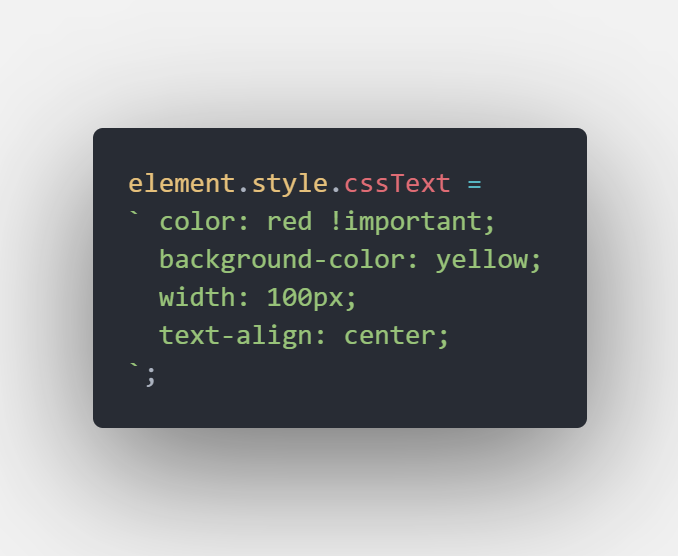 element.style.cssText =
` color: red !important;
  background-color: yellow;
  width: 100px;
  text-align: center;
`;